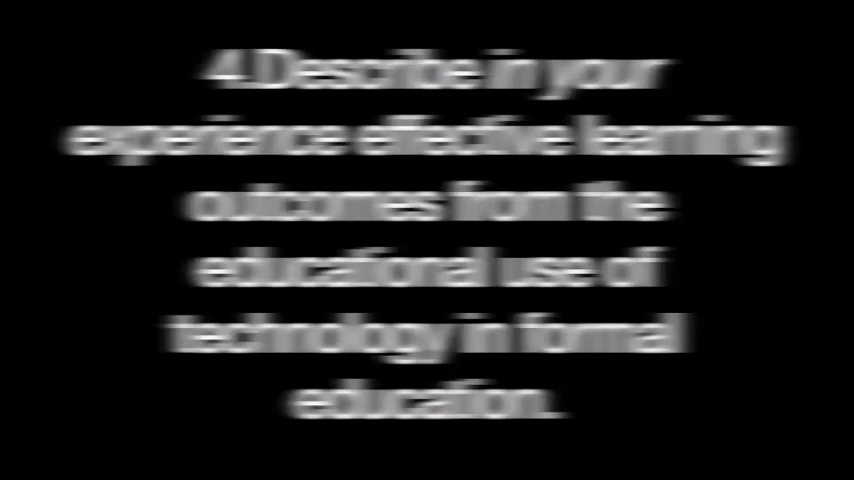 4.Describe in your
experience effective learning
outcomes from the
educational use of
technology in formal
education.